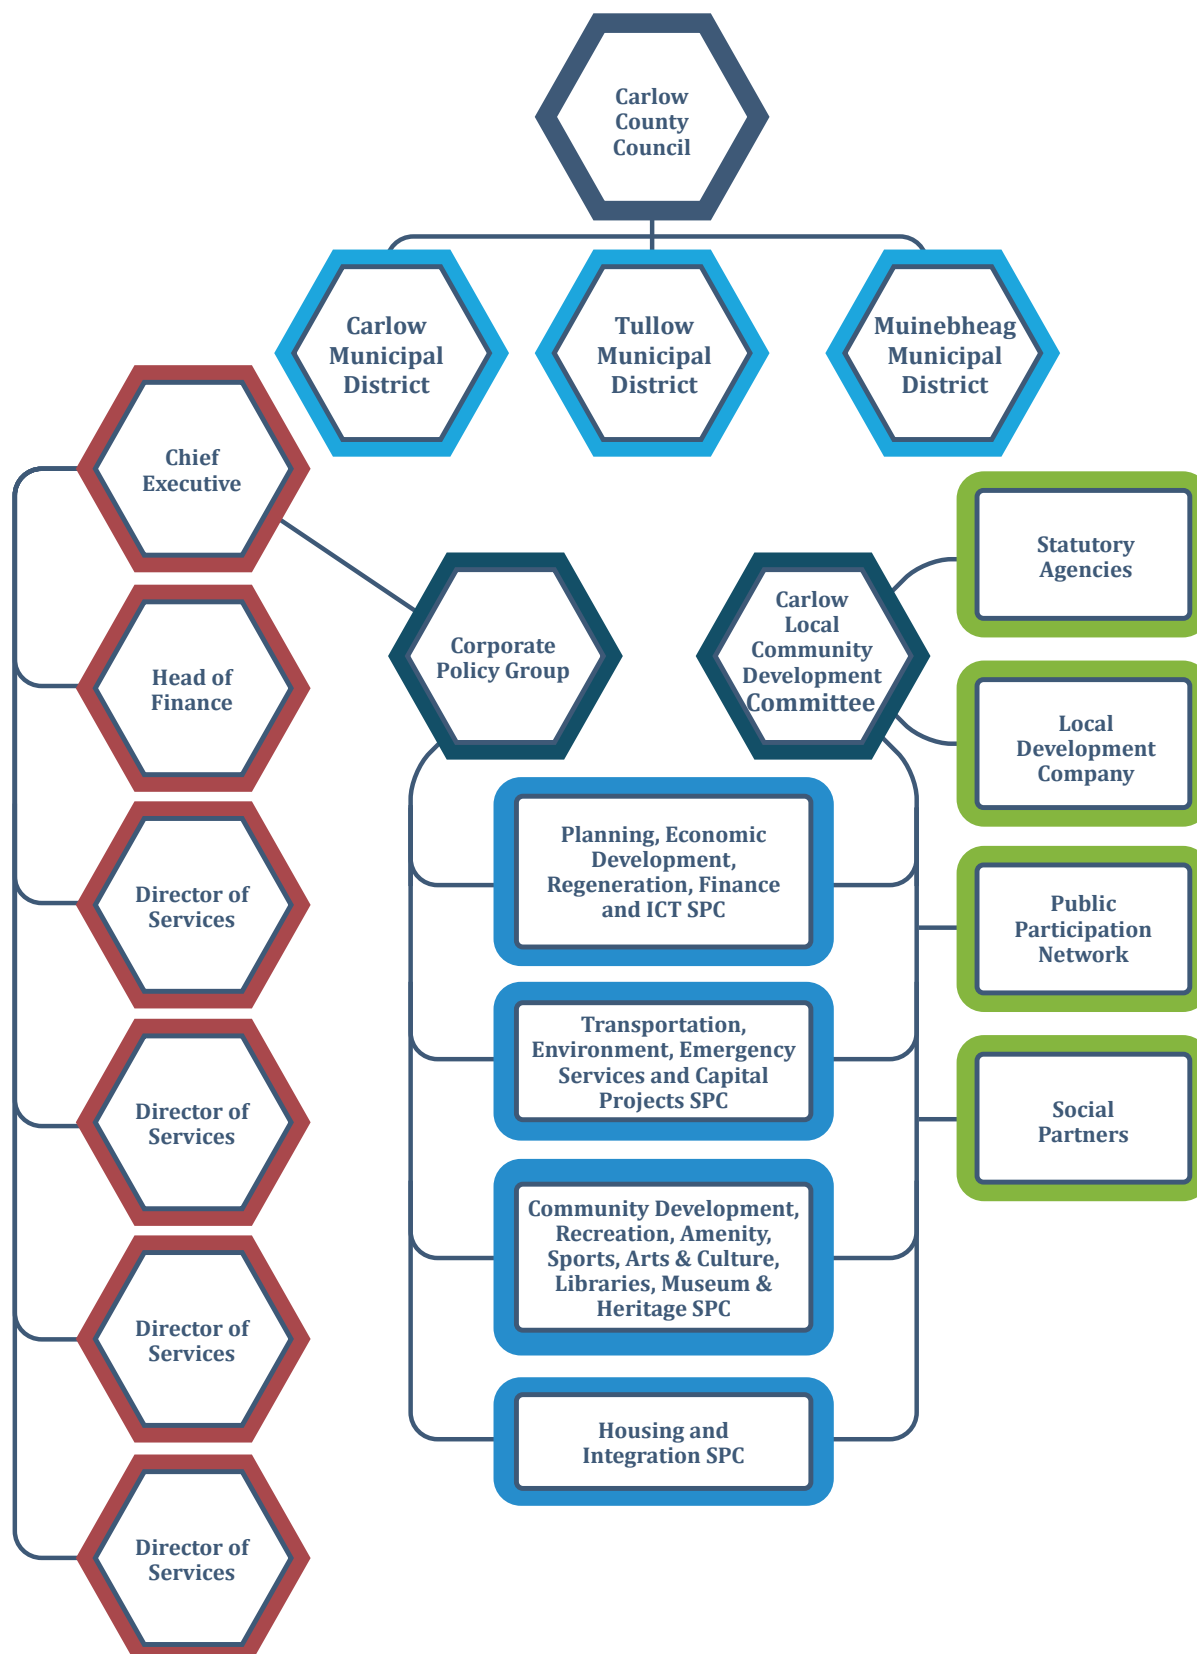 Carlow
County
Council
Carlow
Municipal
District
Tullow
Municipal
District
Muinebheag
Municipal
District
Chief
Executive
Head of
Finance
Director of
Services
Director of
Services
Director of
Services
Director of
Services
Corporate
Policy Group
Carlow
Local
Community
Development
Committee
Planning, Economic
Development,
Regeneration, Finance
and ICT SPC
Transportation,
Environment, Emergency
Services and Capital
Projects SPC
Community Development,
Recreation, Amenity,
Sports, Arts & Culture,
Libraries, Museum &
Heritage SPC
Housing and
Integration SPC
Statutory
Agencies
Local
Development
Company
Public
Participation
Network
Social
Partners